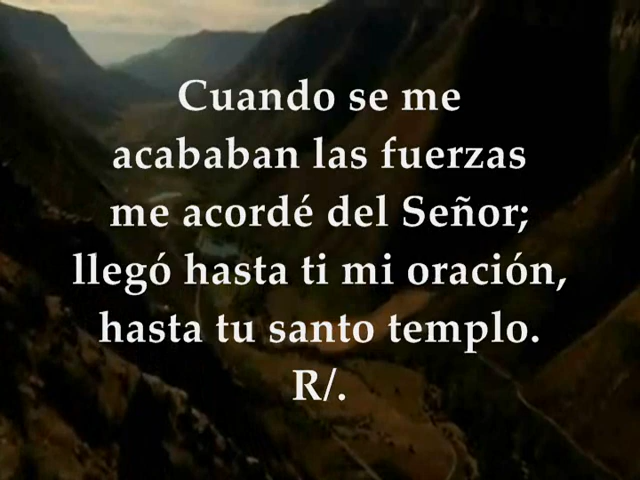 Cuando se me
acababan las fuerzas
me acordé del Señor;
llegó hasta ti mi oración,
hasta tu santo templo.
R/.